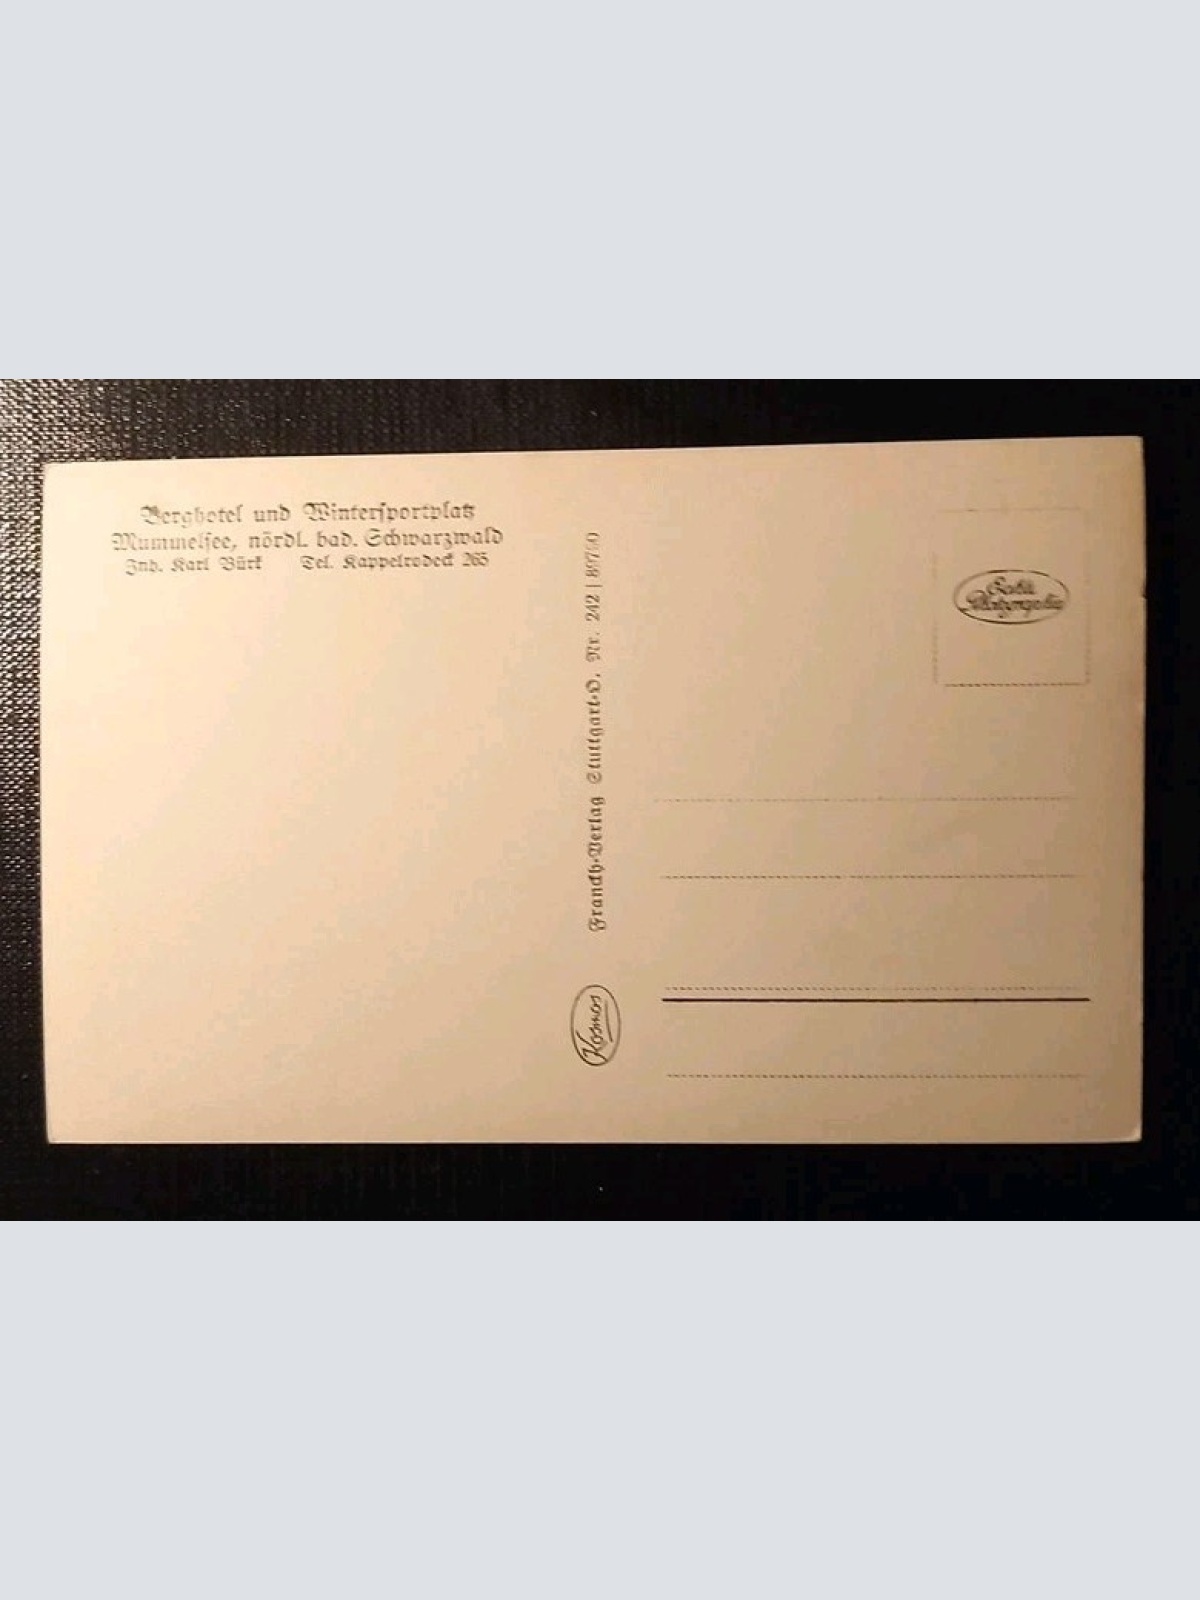 Berghotel und Wintersportplatz
Mummelsee, nördl. bad. Schwarzwald
Inh. Karl Bürk Tel. Kappelrodeck 265
Franckh-Verlag Stuttgart-O. Nr. 242 |
Kosmos
Echte